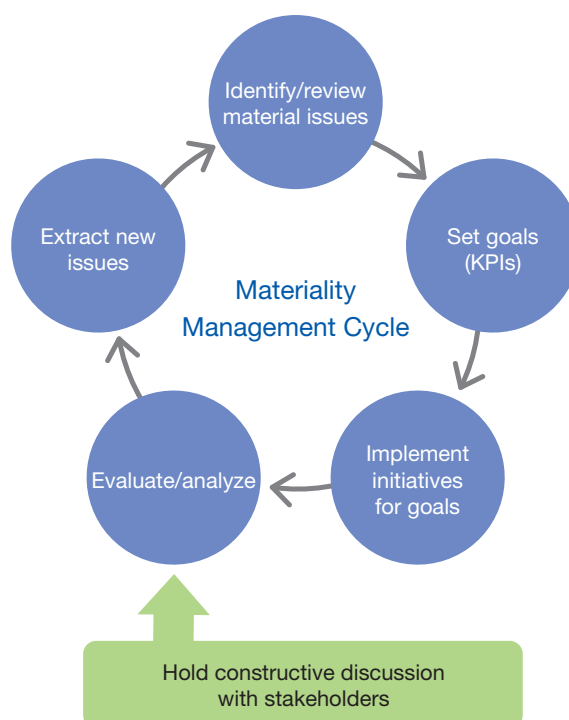 Identify/review
material issues
Set goals
(KPIs)
Extract new
issues
Materiality
Management Cycle
Implement
initiatives
for goals
Evaluate/analyze
Hold constructive discussion
with stakeholders